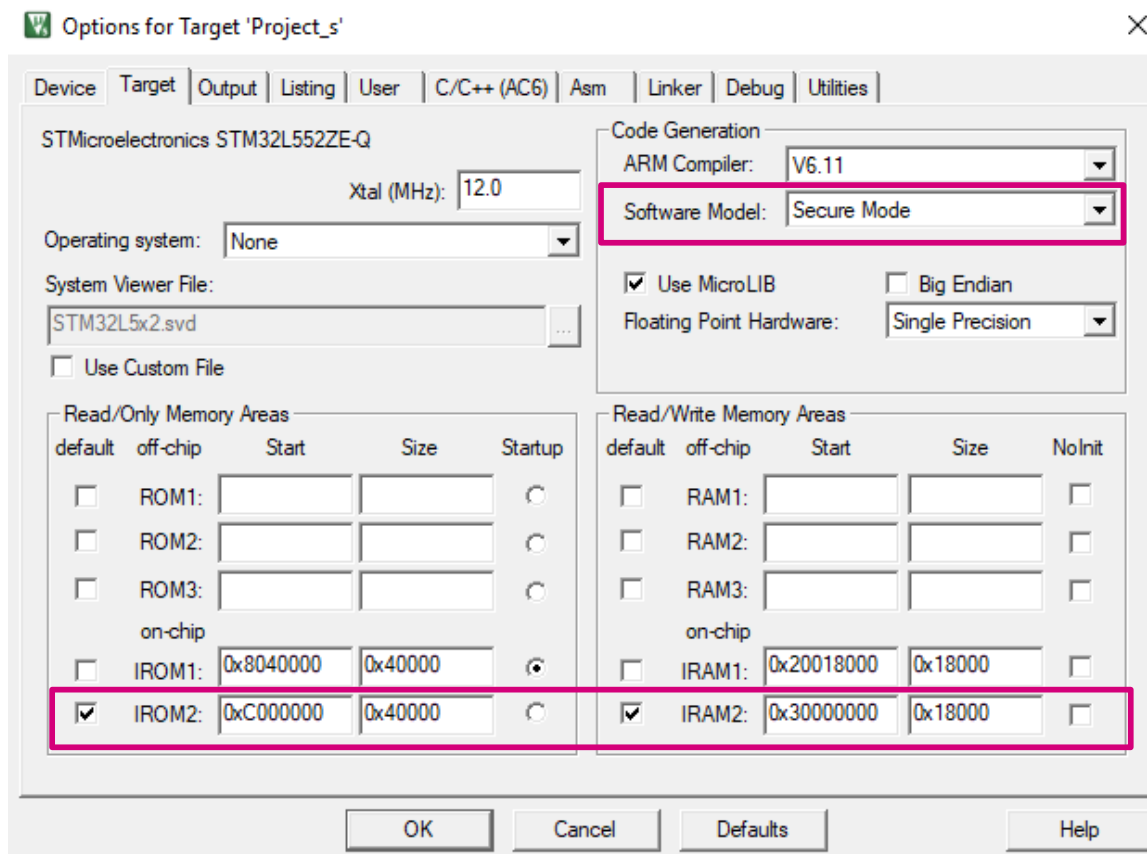 Options for Target 'Project_s'
Device Target Output Listing User C/C++ (AC6) Asm Linker Debug Utilities
STMicroelectronics STM32L552ZE-Q
Xtal (MHz): 12.0
Operating system: None
System Viewer File:
STM32L5x2.svd ...
Use Custom File
Code Generation
ARM Compiler: V6.11
Software Model: Secure Mode
Use MicroLIB Big Endian
Floating Point Hardware: Single Precision
Read/Only Memory Areas
default off-chip Start Size Startup
ROM1:
ROM2:
ROM3:
on-chip
IROM1: 0x8040000 0x40000
IROM2: 0xC000000 0x40000
Read/Write Memory Areas
default off-chip Start Size NoInit
RAM1:
RAM2:
RAM3:
on-chip
IRAM1: 0x20018000 0x18000
IRAM2: 0x30000000 0x18000
OK Cancel Defaults Help